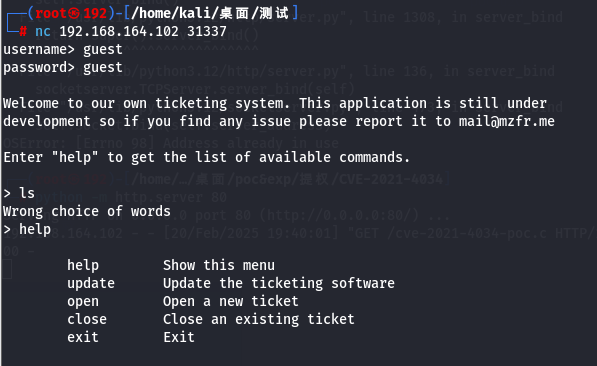 ┌──(root㉿192)-[/home/kali/桌面/测试]
└─# nc 192.168.164.102 31337
username> guest
password> guest

Welcome to our own ticketing system. This application is still under
development so if you find any issue please report it to mail@mzfr.me

Enter "help" to get the list of available commands.

> ls
Wrong choice of words
> help

        help        Show this menu
        update      Update the ticketing software
        open        Open a new ticket
        close       Close an existing ticket
        exit        Exit